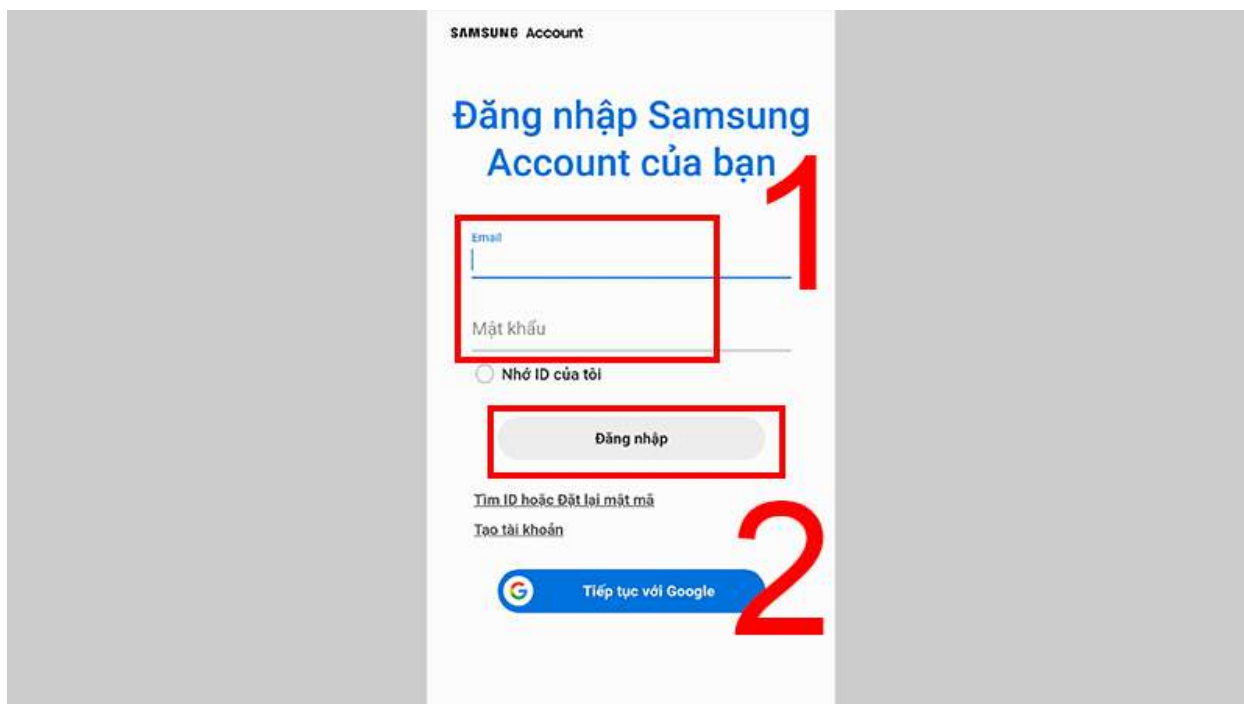 SAMSUNG Account
Đăng nhập Samsung
Account của bạn
1
Email
Mật khẩu
Nhớ ID của tôi
Đăng nhập
Tìm ID hoặc Đặt lại mật mã
Tạo tài khoản
2
G
Tiếp tục với Google